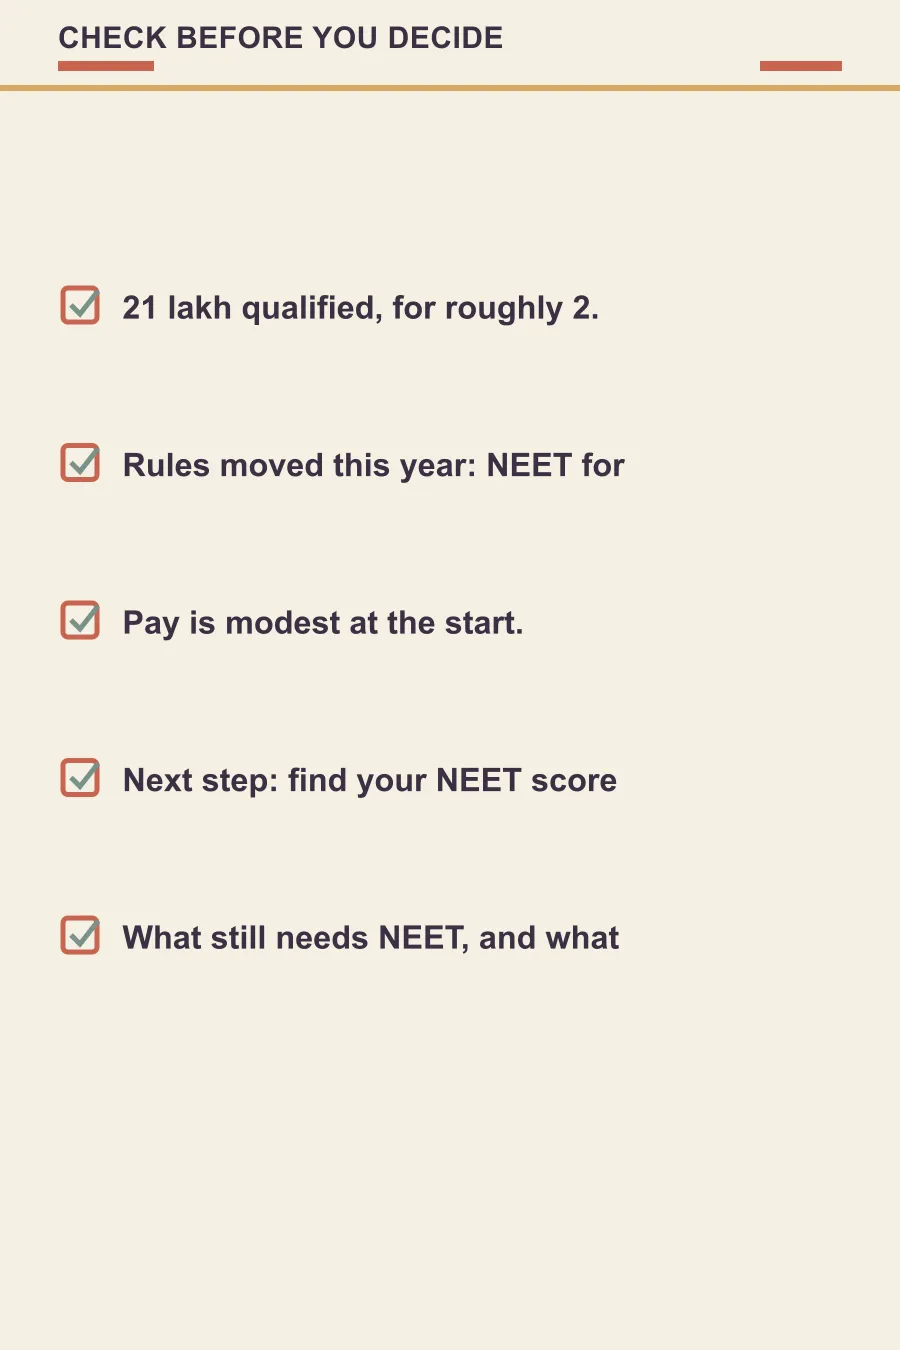 CHECK BEFORE YOU DECIDE
21 lakh qualified, for roughly 2.
Rules moved this year: NEET for
Pay is modest at the start.
Next step: find your NEET score
What still needs NEET, and what